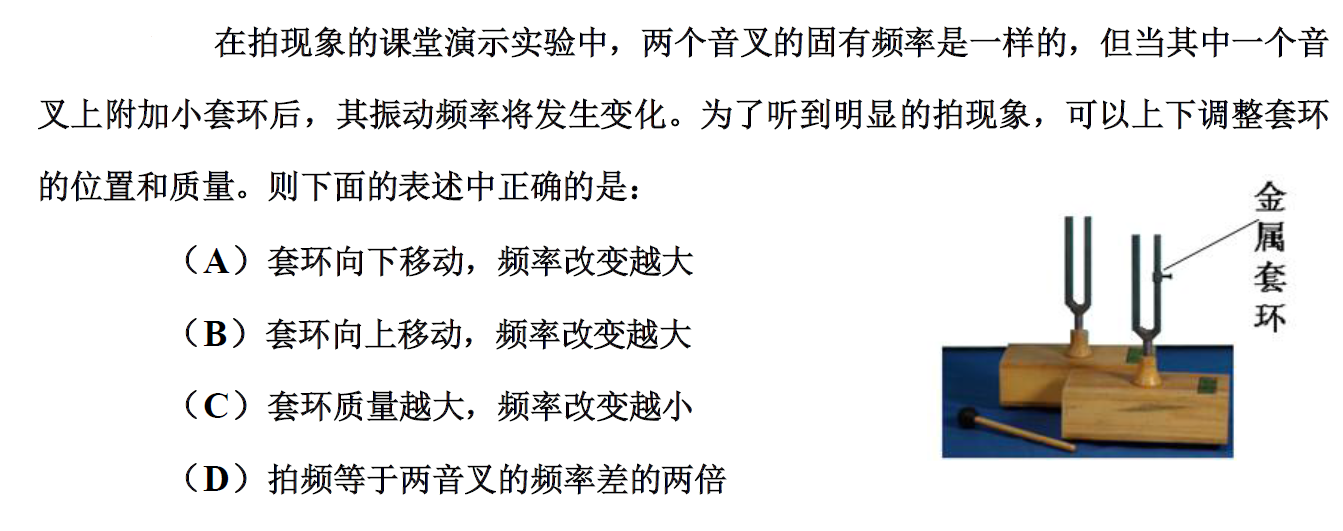 在拍现象的课堂演示实验中，两个音叉的固有频率是一样的，但当其中一个音
叉上附加小套环后，其振动频率将发生变化。为了听到明显的拍现象，可以上下调整套环
的位置和质量。则下面的表述中正确的是：
（A）套环向下移动，频率改变越大
（B）套环向上移动，频率改变越大
（C）套环质量越大，频率改变越小
（D）拍频等于两音叉的频率差的两倍
金属套环